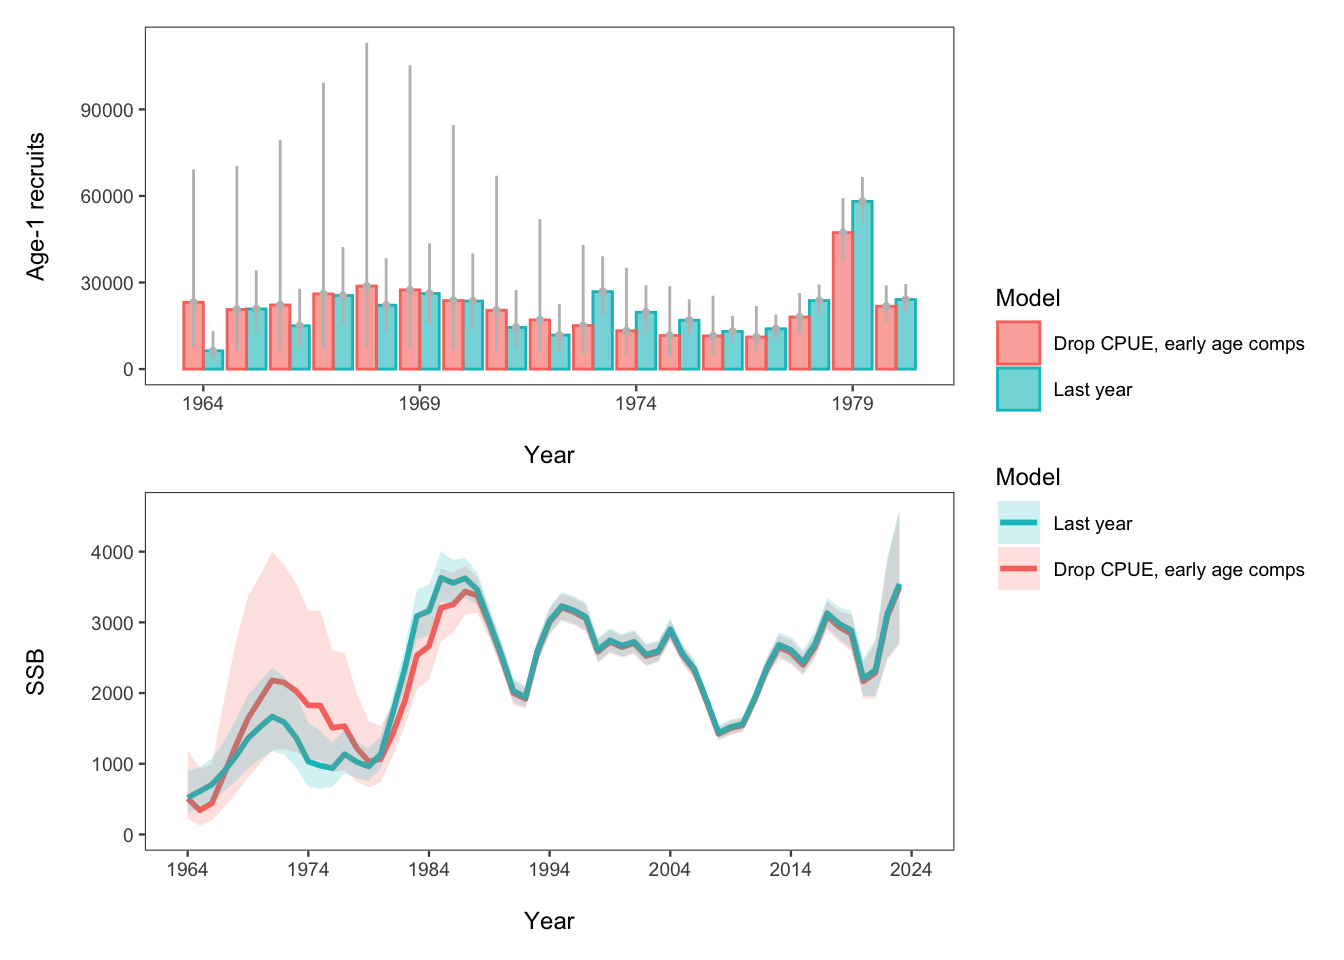 Age-1 recruits
90000
60000
30000
0
1964 1969 1974 1979
Year
Model
Drop CPUE, early age comps
Last year
Model
Last year
Drop CPUE, early age comps
SSB
4000
3000
2000
1000
0
1964 1974 1984 1994 2004 2014 2024
Year